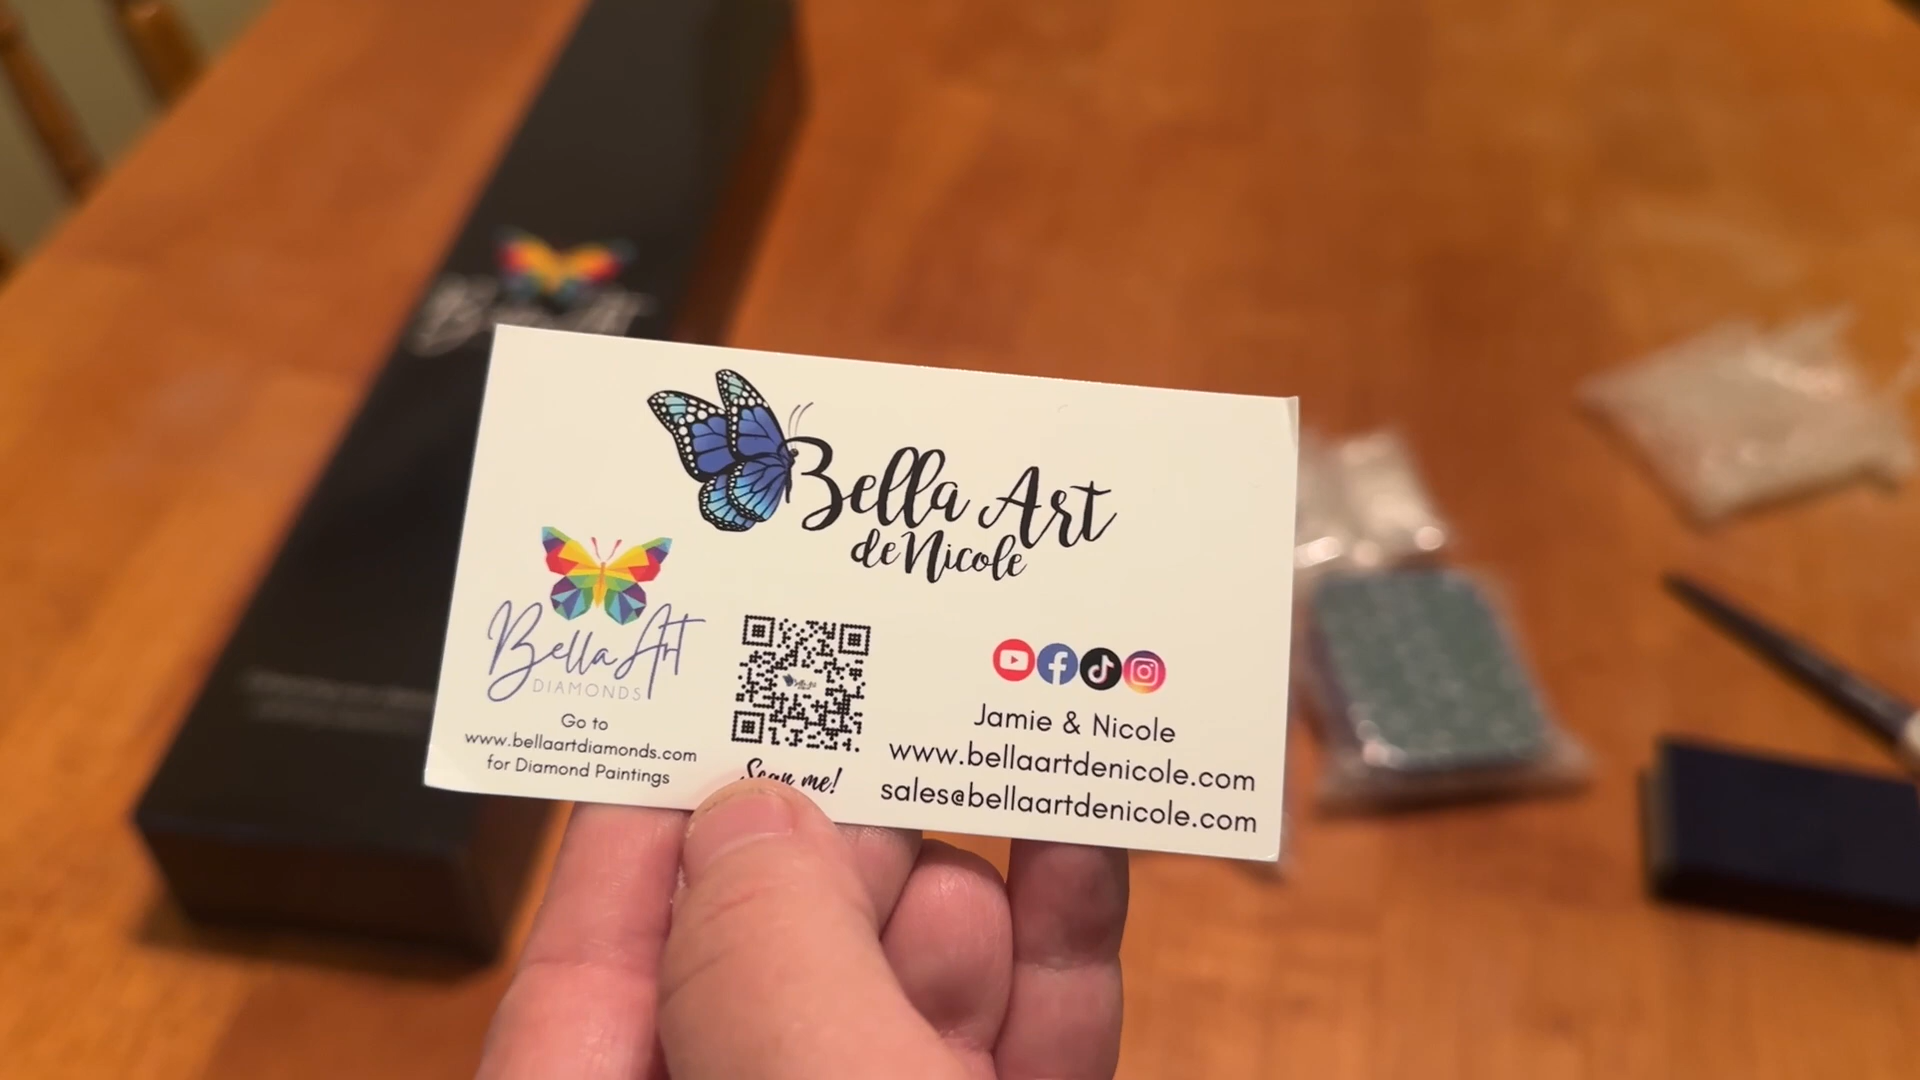 Bella Art
de Nicole
Bella Art
DIAMONDS
Go to
www.bellaartdiamonds.com
for Diamond Paintings
Scan me!
Jamie & Nicole
www.bellaartdenicole.com
sales@bellaartdenicole.com